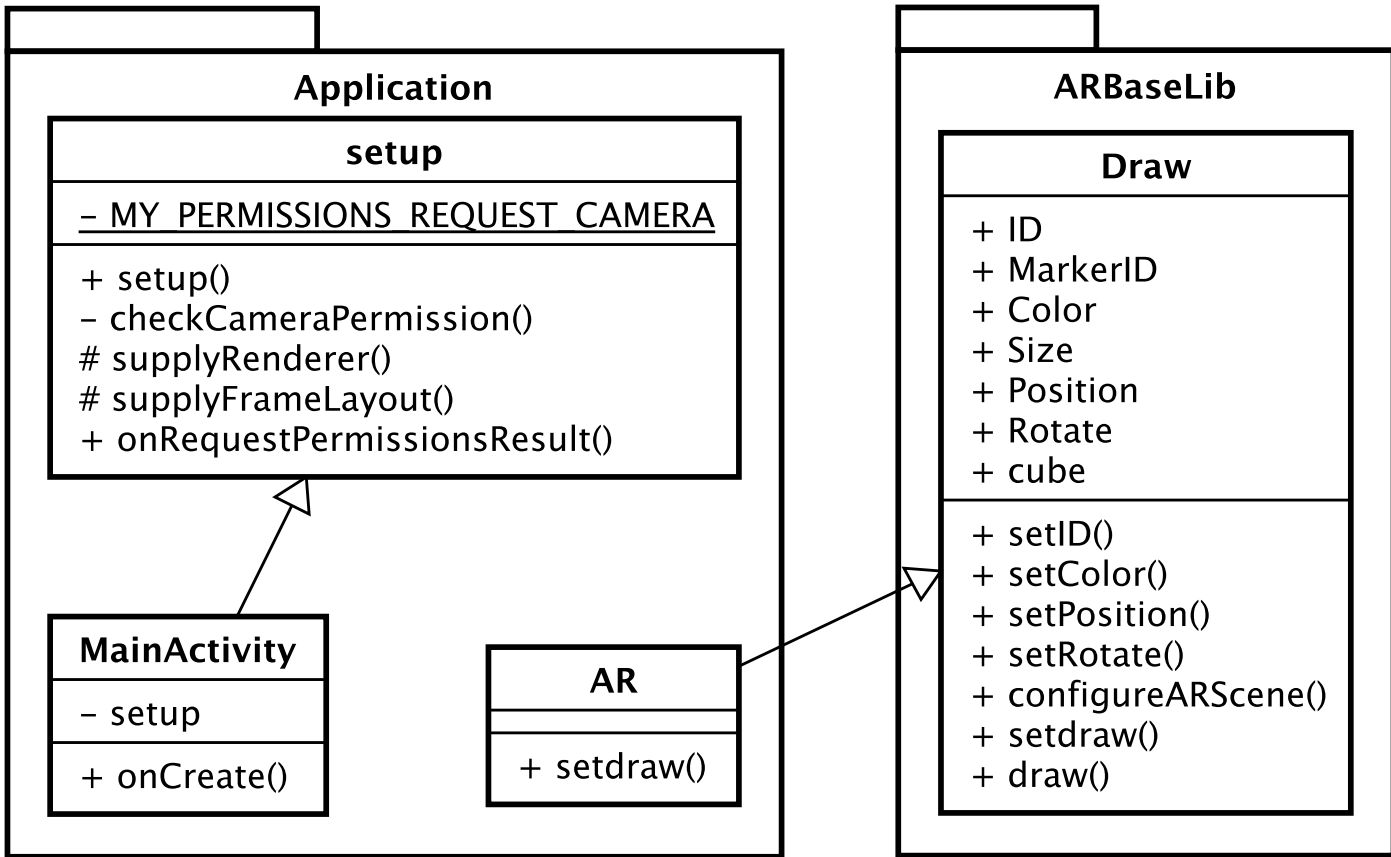 Application
setup
– MY_PERMISSIONS_REQUEST_CAMERA
+ setup()
– checkCameraPermission()
# supplyRenderer()
# supplyFrameLayout()
+ onRequestPermissionsResult()
MainActivity
– setup
+ onCreate()
AR
+ setdraw()
ARBaseLib
Draw
+ ID
+ MarkerID
+ Color
+ Size
+ Position
+ Rotate
+ cube
+ setID()
+ setColor()
+ setPosition()
+ setRotate()
+ configureARScene()
+ setdraw()
+ draw()